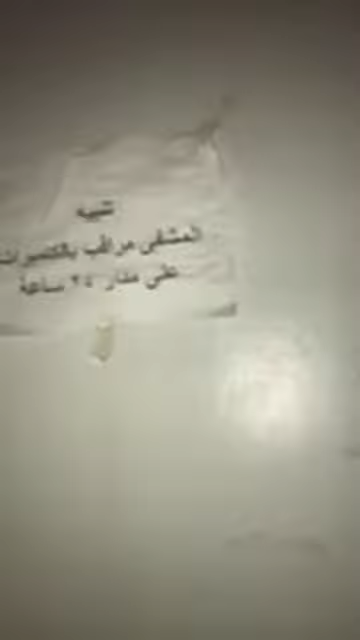 تنبيه
المشفى مراقب بالكاميرات
على مدار ٢٤ ساعة